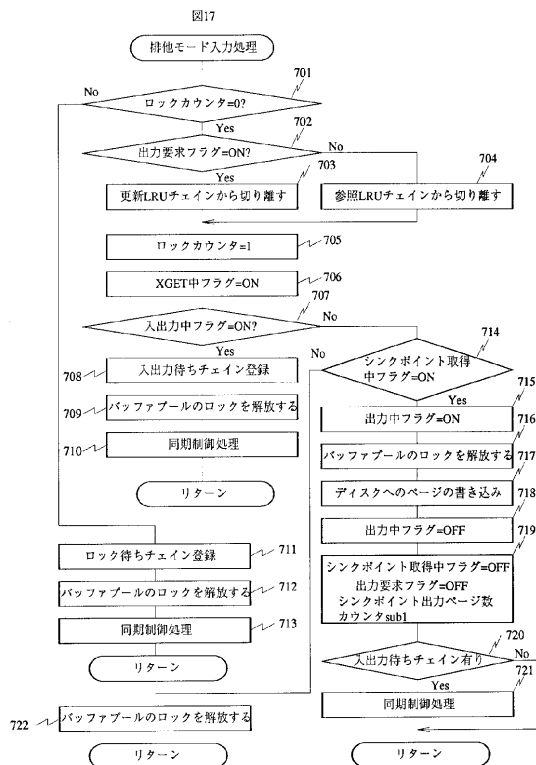 図17
排他モード入力処理
701
No
ロックカウンタ=0?
Yes
702
出力要求フラグ=ON?
No
Yes
703
704
更新LRUチェインから切り離す
参照LRUチェインから切り離す
ロックカウンタ=1
705
XGET中フラグ=ON
706
707
入出力中フラグ=ON?
No
Yes
708
入出力待ちチェイン登録
709
バッファプールのロックを解放する
710
同期制御処理
リターン
No
714
シンクポイント取得
中フラグ=ON
Yes
715
出力中フラグ=ON
716
バッファプールのロックを解放する
717
ディスクへのページの書き込み
718
出力中フラグ=OFF
719
シンクポイント取得中フラグ=OFF
出力要求フラグ=OFF
シンクポイント出力ページ数
カウンタsub1
720
入出力待ちチェイン有り
No
Yes
721
同期制御処理
リターン
ロック待ちチェイン登録
711
バッファプールのロックを解放する
712
同期制御処理
713
リターン
722
バッファプールのロックを解放する
リターン